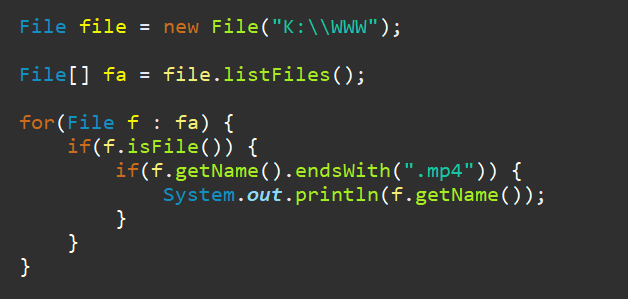 File file = new File("K:\\WWW");
File[] fa = file.listFiles();
for(File f : fa) {
    if(f.isFile()) {
        if(f.getName().endsWith(".mp4")) {
            System.out.println(f.getName());
        }
    }
}